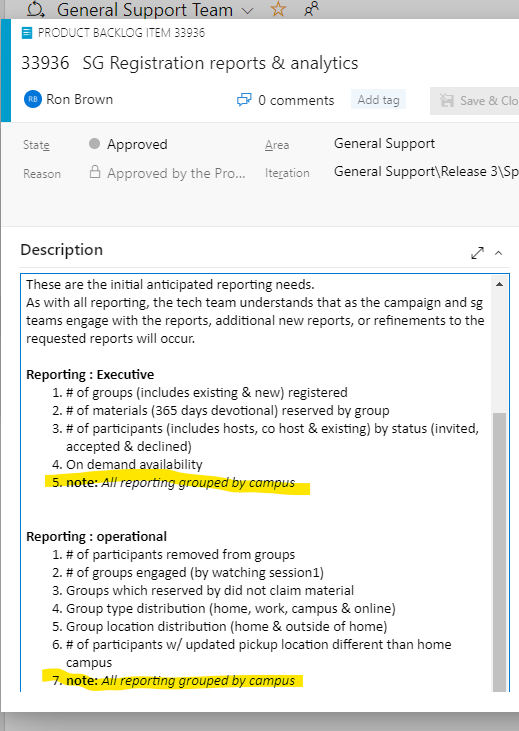 General Support Team
PRODUCT BACKLOG ITEM 33936
33936 SG Registration reports & analytics
RB Ron Brown 0 comments Add tag Save & Clo
State Approved Area General Support
Reason Approved by the Pro... Iteration General Support\Release 3\Sp
Description
These are the initial anticipated reporting needs.
As with all reporting, the tech team understands that as the campaign and sg
teams engage with the reports, additional new reports, or refinements to the
requested reports will occur.
Reporting : Executive
1. # of groups (includes existing & new) registered
2. # of materials (365 days devotional) reserved by group
3. # of participants (includes hosts, co host & existing) by status (invited,
accepted & declined)
4. On demand availability
5. note: All reporting grouped by campus
Reporting : operational
1. # of participants removed from groups
2. # of groups engaged (by watching session1)
3. Groups which reserved by did not claim material
4. Group type distribution (home, work, campus & online)
5. Group location distribution (home & outside of home)
6. # of participants w/ updated pickup location different than home
campus
7. note: All reporting grouped by campus